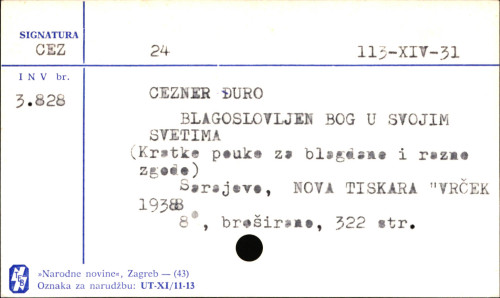 SIGNATURA
CEZ 24 113-XIV-31
INV br.
3.828
CEZNER ĐURO
BLAGOSLOVLJEN BOG U SVOJIM
SVETIMA
(Kratke pouke za blagdane i razne
zgode)
Sarajevo, NOVA TISKARA "VRČEK
1938
8°, broširano, 322 str.
»Narodne novine«, Zagreb — (43)
Oznaka za narudžbu: UT-XI/11-13